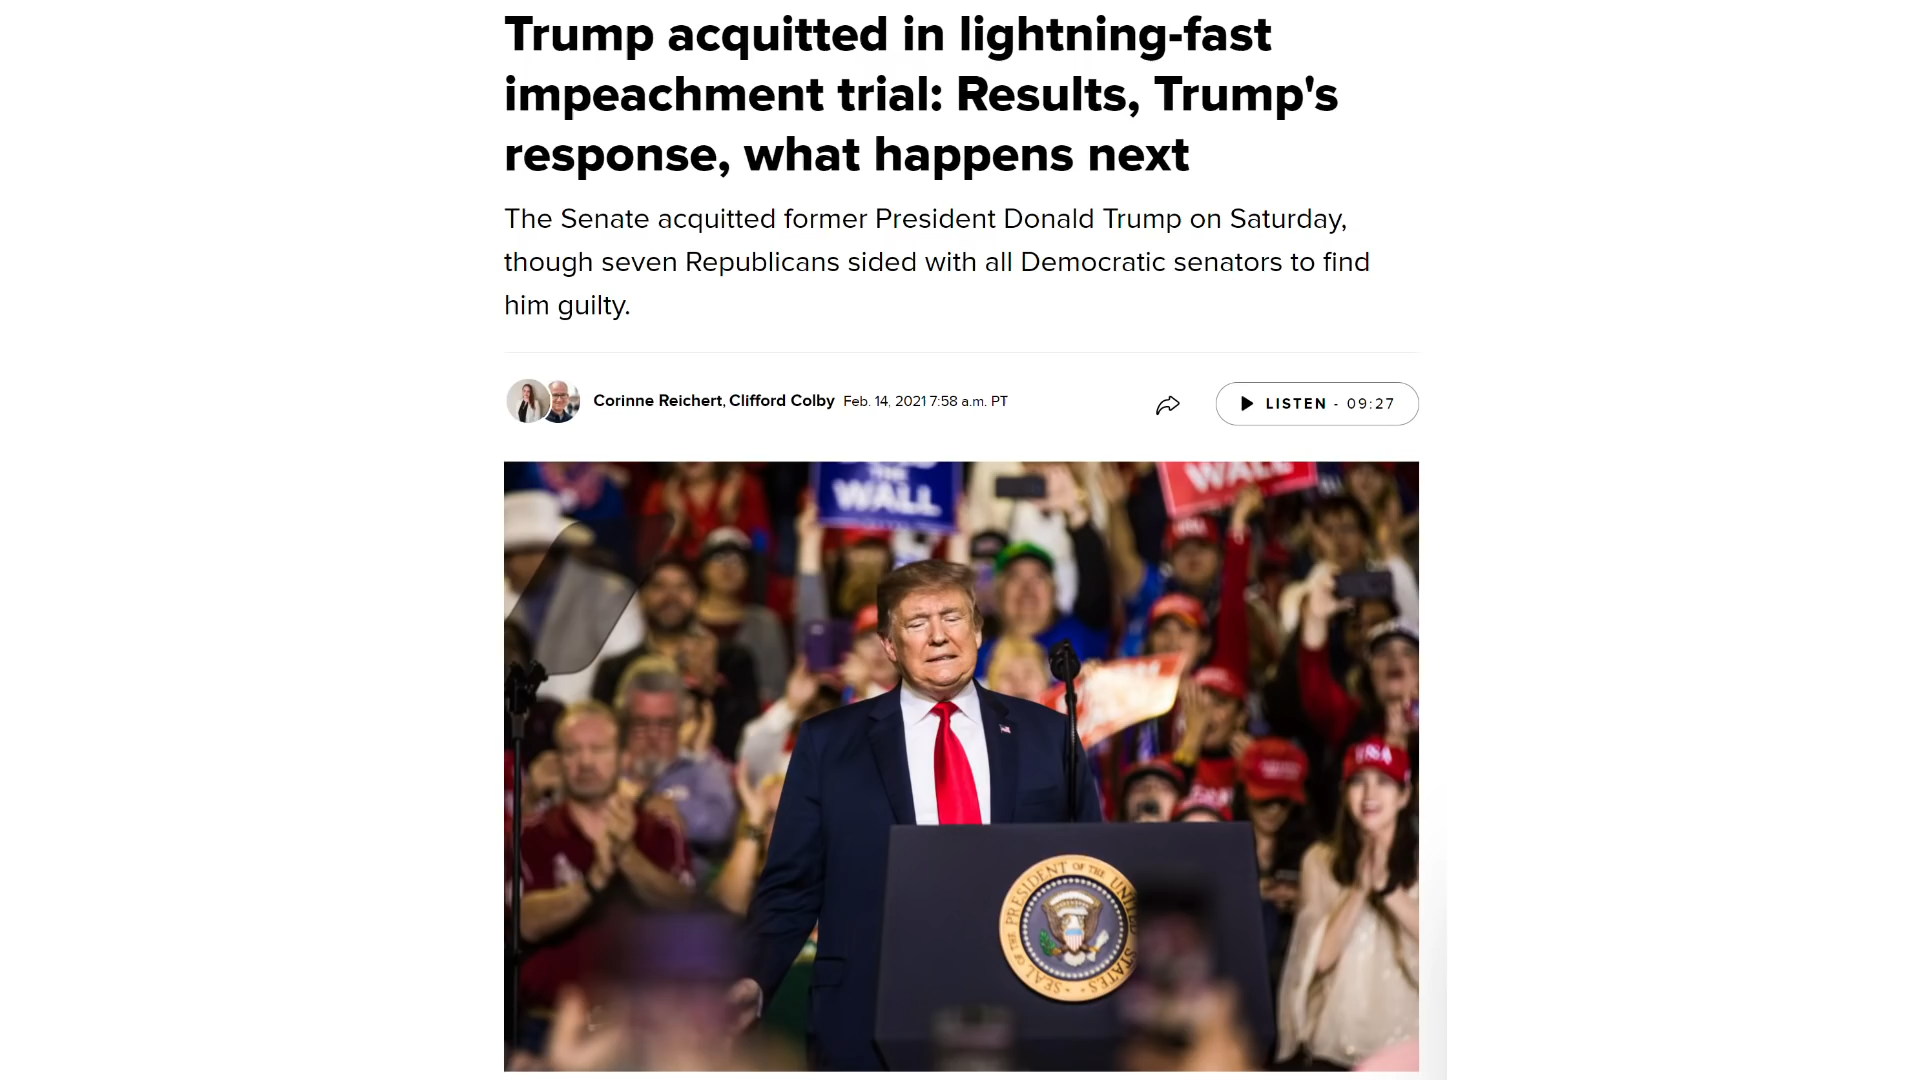 Trump acquitted in lightning-fast
impeachment trial: Results, Trump's
response, what happens next
The Senate acquitted former President Donald Trump on Saturday,
though seven Republicans sided with all Democratic senators to find
him guilty.
Corinne Reichert, Clifford Colby Feb. 14, 2021 7:58 a.m. PT
LISTEN - 09:27
THE
WALL
WALL
USA
SEAL OF THE PRESIDENT OF THE UNITED STATES